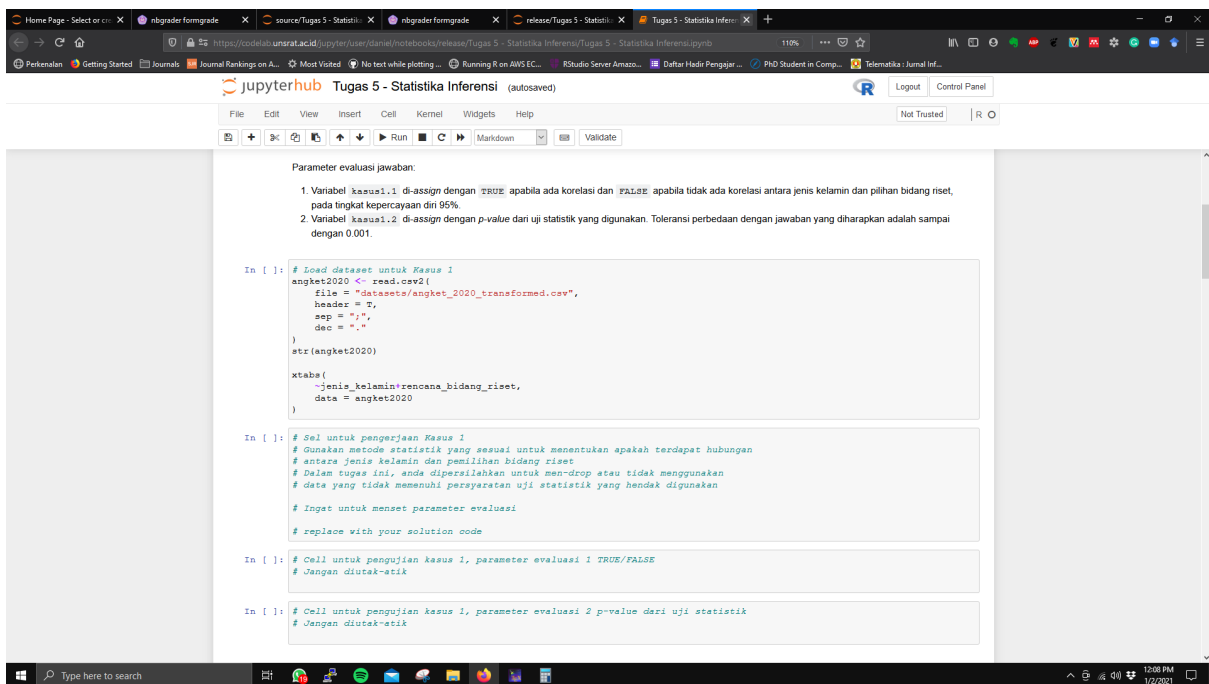 Home Page - Select or cre
nbgrader formgrade
source/Tugas 5 - Statistik
nbgrader formgrade
release/Tugas 5 - Statistik
Tugas 5 - Statistika Inferen
https://codelab.unsrat.ac.id/jupyter/user/daniel/notebooks/release/Tugas 5 - Statistika Inferensi/Tugas 5 - Statistika Inferensi.ipynb
110%
Perkenalan
Getting Started
Journals
Journal Rankings on A...
Most Visited
No text while plotting ...
Running R on AWS EC...
RStudio Server Amazo...
Daftar Hadir Pengajar ...
PhD Student in Comp...
Telematika : Jurnal Inf...
jupyterhub Tugas 5 - Statistika Inferensi (autosaved)
Logout
Control Panel
File Edit View Insert Cell Kernel Widgets Help
Not Trusted
R
Run
Markdown
Validate
Parameter evaluasi jawaban:
1. Variabel kasus1.1 di-assign dengan TRUE apabila ada korelasi dan FALSE apabila tidak ada korelasi antara jenis kelamin dan pilihan bidang riset,
pada tingkat kepercayaan diri 95%.
2. Variabel kasus1.2 di-assign dengan p-value dari uji statistik yang digunakan. Toleransi perbedaan dengan jawaban yang diharapkan adalah sampai
dengan 0.001.
In [ ]: # Load dataset untuk Kasus 1
angket2020 <- read.csv2(
file = "datasets/angket_2020_transformed.csv",
header = T,
sep = ";",
dec = "."
)
str(angket2020)
xtabs(
~jenis_kelamin+rencana_bidang_riset,
data = angket2020
)
In [ ]: # Sel untuk pengerjaan Kasus 1
# Gunakan metode statistik yang sesuai untuk menentukan apakah terdapat hubungan
# antara jenis kelamin dan pemilihan bidang riset
# Dalam tugas ini, anda dipersilahkan untuk men-drop atau tidak menggunakan
# data yang tidak memenuhi persyaratan uji statistik yang hendak digunakan
# Ingat untuk menset parameter evaluasi
# replace with your solution code
In [ ]: # Cell untuk pengujian kasus 1, parameter evaluasi 1 TRUE/FALSE
# Jangan diutak-atik
In [ ]: # Cell untuk pengujian kasus 1, parameter evaluasi 2 p-value dari uji statistik
# Jangan diutak-atik
Type here to search
12:08 PM
1/2/2021